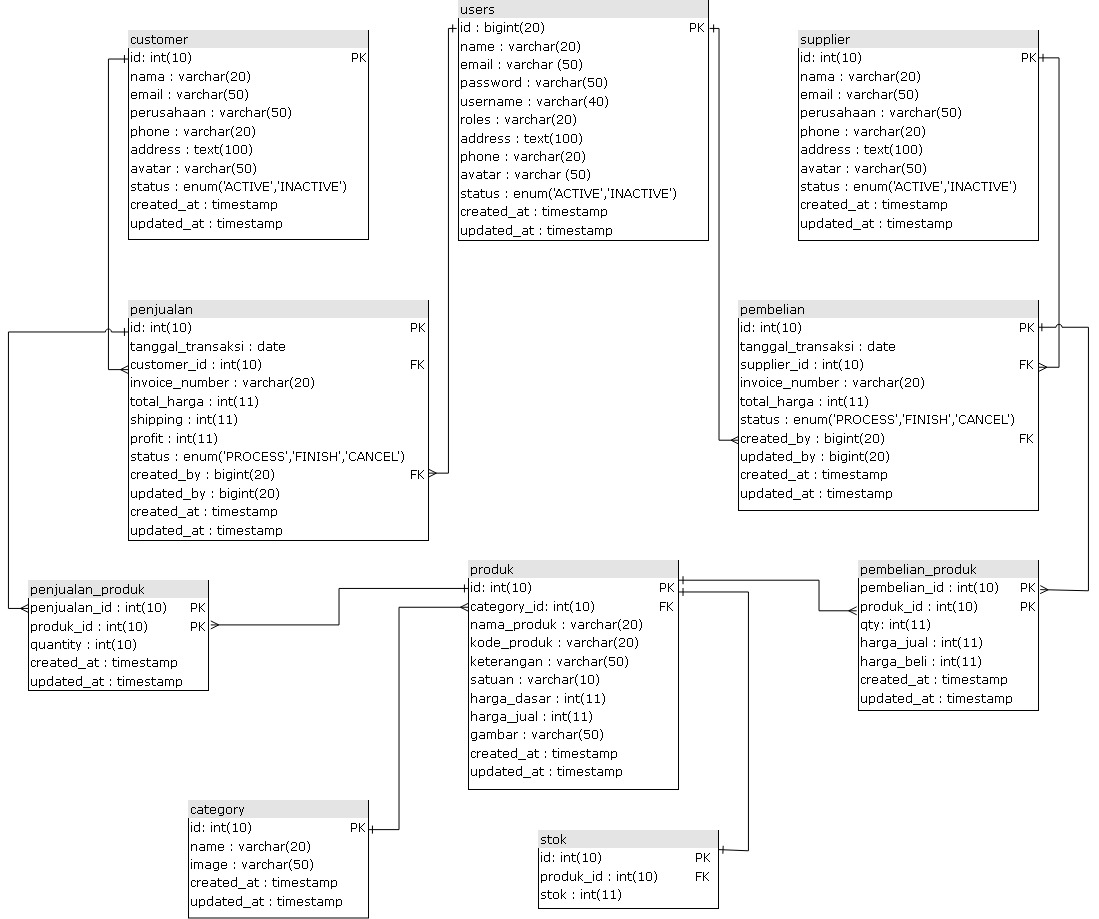 users
id : bigint(20) PK
name : varchar(20)
email : varchar (50)
password : varchar(50)
username : varchar(40)
roles : varchar(20)
address : text(100)
phone : varchar(20)
avatar : varchar (50)
status : enum('ACTIVE','INACTIVE')
created_at : timestamp
updated_at : timestamp
customer
id: int(10) PK
nama : varchar(20)
email : varchar(50)
perusahaan : varchar(50)
phone : varchar(20)
address : text(100)
avatar : varchar(50)
status : enum('ACTIVE','INACTIVE')
created_at : timestamp
updated_at : timestamp
supplier
id: int(10) PK
nama : varchar(20)
email : varchar(50)
perusahaan : varchar(50)
phone : varchar(20)
address : text(100)
avatar : varchar(50)
status : enum('ACTIVE','INACTIVE')
created_at : timestamp
updated_at : timestamp
penjualan
id: int(10) PK
tanggal_transaksi : date
customer_id : int(10) FK
invoice_number : varchar(20)
total_harga : int(11)
shipping : int(11)
profit : int(11)
status : enum('PROCESS','FINISH','CANCEL')
created_by : bigint(20) FK
updated_by : bigint(20)
created_at : timestamp
updated_at : timestamp
pembelian
id: int(10) PK
tanggal_transaksi : date
supplier_id : int(10) FK
invoice_number : varchar(20)
total_harga : int(11)
status : enum('PROCESS','FINISH','CANCEL')
created_by : bigint(20) FK
updated_by : bigint(20)
created_at : timestamp
updated_at : timestamp
penjualan_produk
penjualan_id : int(10) PK
produk_id : int(10) PK
quantity : int(10)
created_at : timestamp
updated_at : timestamp
produk
id: int(10) PK
category_id: int(10) FK
nama_produk : varchar(20)
kode_produk : varchar(20)
keterangan : varchar(50)
satuan : varchar(10)
harga_dasar : int(11)
harga_jual : int(11)
gambar : varchar(50)
created_at : timestamp
updated_at : timestamp
pembelian_produk
pembelian_id : int(10) PK
produk_id : int(10) PK
qty: int(11)
harga_jual : int(11)
harga_beli : int(11)
created_at : timestamp
updated_at : timestamp
category
id: int(10) PK
name : varchar(20)
image : varchar(50)
created_at : timestamp
updated_at : timestamp
stok
id: int(10) PK
produk_id : int(10) FK
stok : int(11)